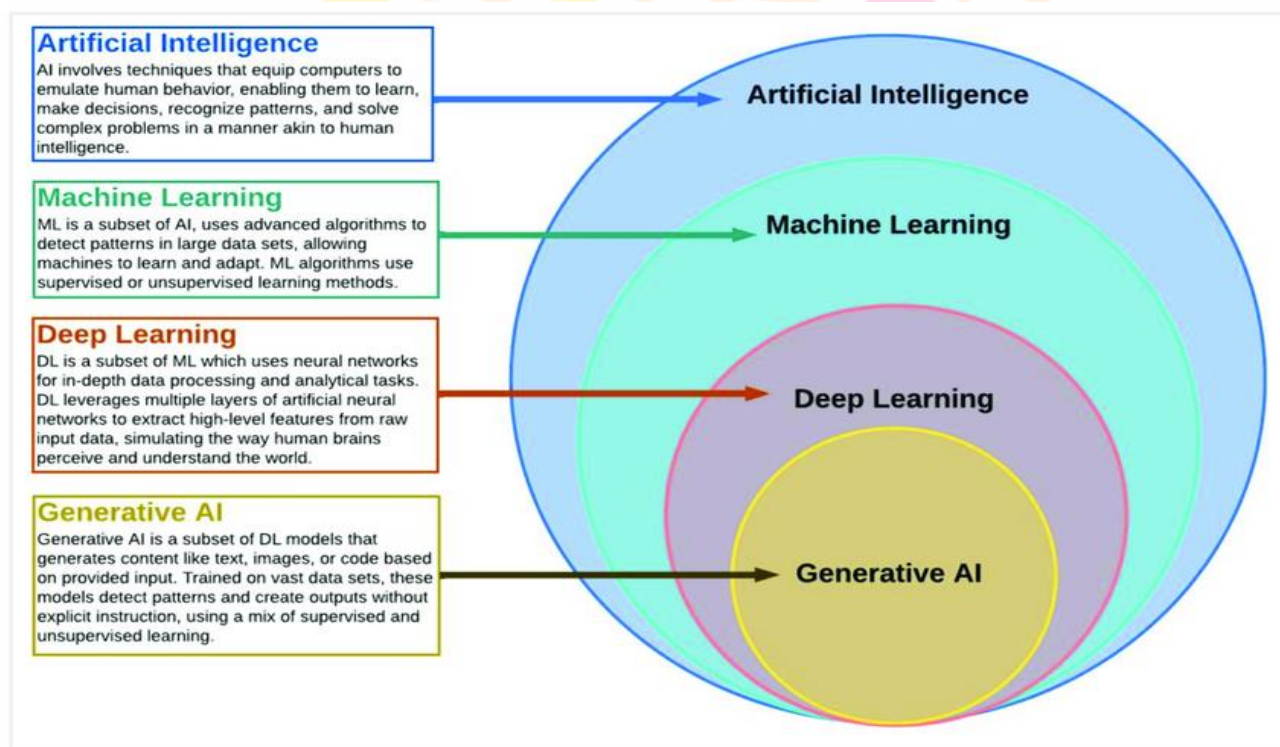 Artificial Intelligence
AI involves techniques that equip computers to
emulate human behavior, enabling them to learn,
make decisions, recognize patterns, and solve
complex problems in a manner akin to human
intelligence.
Machine Learning
ML is a subset of AI, uses advanced algorithms to
detect patterns in large data sets, allowing
machines to learn and adapt. ML algorithms use
supervised or unsupervised learning methods.
Deep Learning
DL is a subset of ML which uses neural networks
for in-depth data processing and analytical tasks.
DL leverages multiple layers of artificial neural
networks to extract high-level features from raw
input data, simulating the way human brains
perceive and understand the world.
Generative AI
Generative AI is a subset of DL models that
generates content like text, images, or code based
on provided input. Trained on vast data sets, these
models detect patterns and create outputs without
explicit instruction, using a mix of supervised and
unsupervised learning.
Artificial Intelligence
Machine Learning
Deep Learning
Generative AI